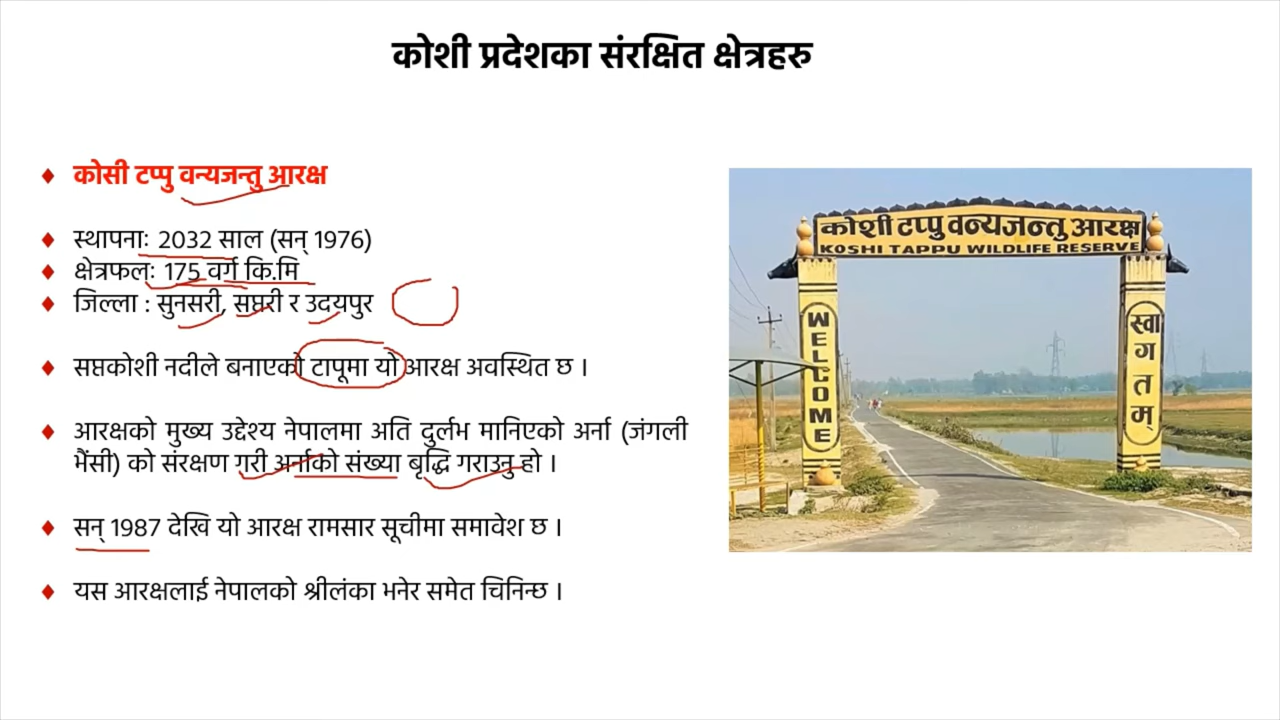 कोशी प्रदेशका संरक्षित क्षेत्रहरु
कोसी टप्पु वन्यजन्तु आरक्ष
स्थापनाः 2032 साल (सन् 1976)
क्षेत्रफलः 175 वर्ग कि.मि
जिल्ला : सुनसरी, सप्तरी र उदयपुर
सप्तकोशी नदीले बनाएको टापूमा यो आरक्ष अवस्थित छ ।
आरक्षको मुख्य उद्देश्य नेपालमा अति दुर्लभ मानिएको अर्ना (जंगली
भैंसी) को संरक्षण गरी अर्नाको संख्या बृद्धि गराउनु हो ।
सन् 1987 देखि यो आरक्ष रामसार सूचीमा समावेश छ ।
यस आरक्षलाई नेपालको श्रीलंका भनेर समेत चिनिन्छ ।
कोशी टप्पु वन्यजन्तु आरक्ष
KOSHI TAPPU WILDLIFE RESERVE
WELCOME
स्वागतम्